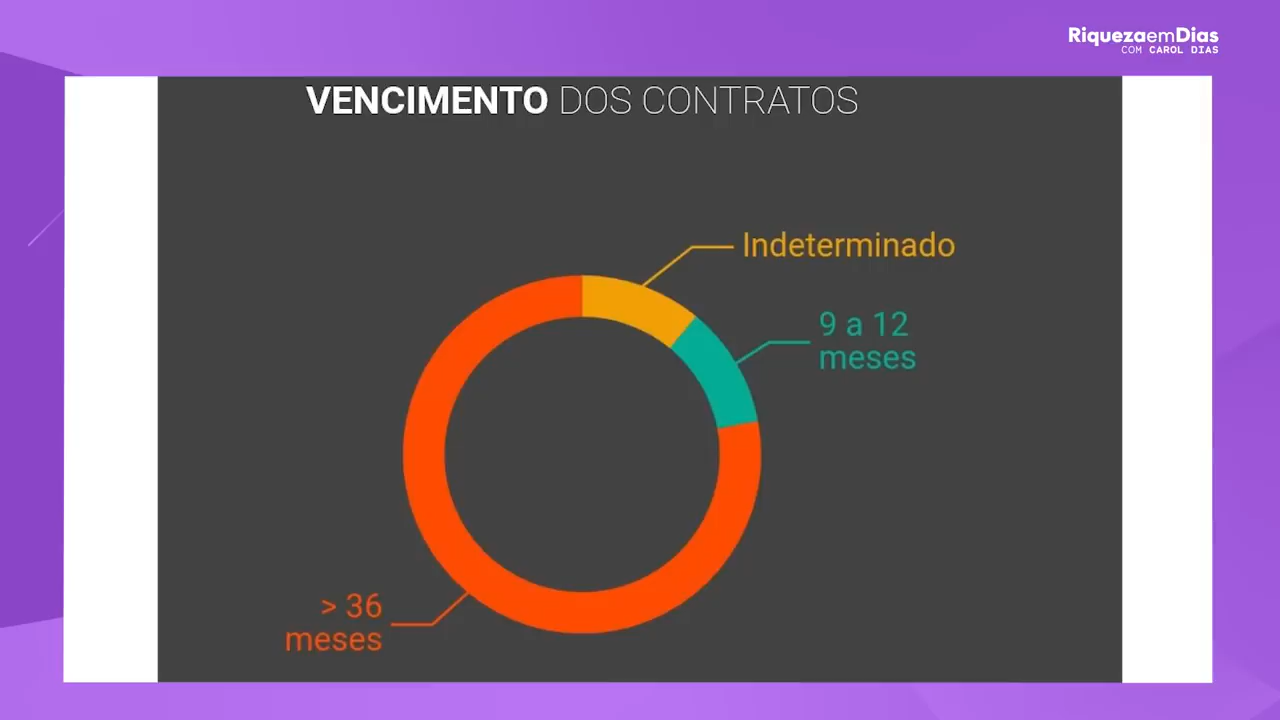 RiquezaemDias
COM CAROL DIAS
VENCIMENTO DOS CONTRATOS
Indeterminado
9 a 12
meses
> 36
meses